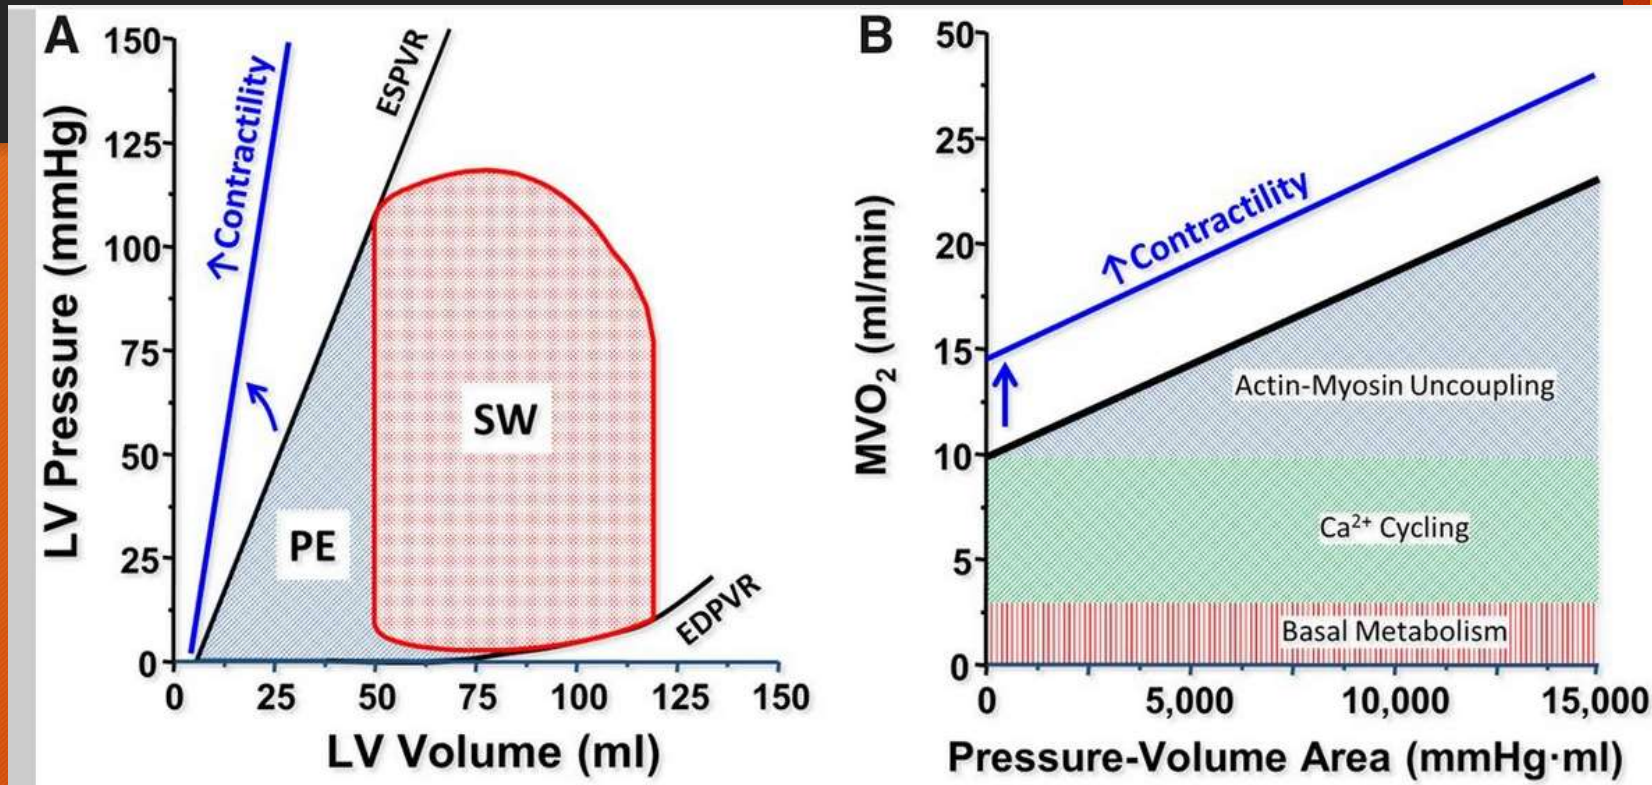 A
150
125
100
75
50
25
0
0 25 50 75 100 125 150
LV Pressure (mmHg)
LV Volume (ml)
↑Contractility
ESPVR
SW
PE
EDPVR
B
50
25
20
15
10
5
0
0 5,000 10,000 15,000
MVO₂ (ml/min)
Pressure-Volume Area (mmHg·ml)
↑Contractility
Actin-Myosin Uncoupling
Ca²⁺ Cycling
Basal Metabolism